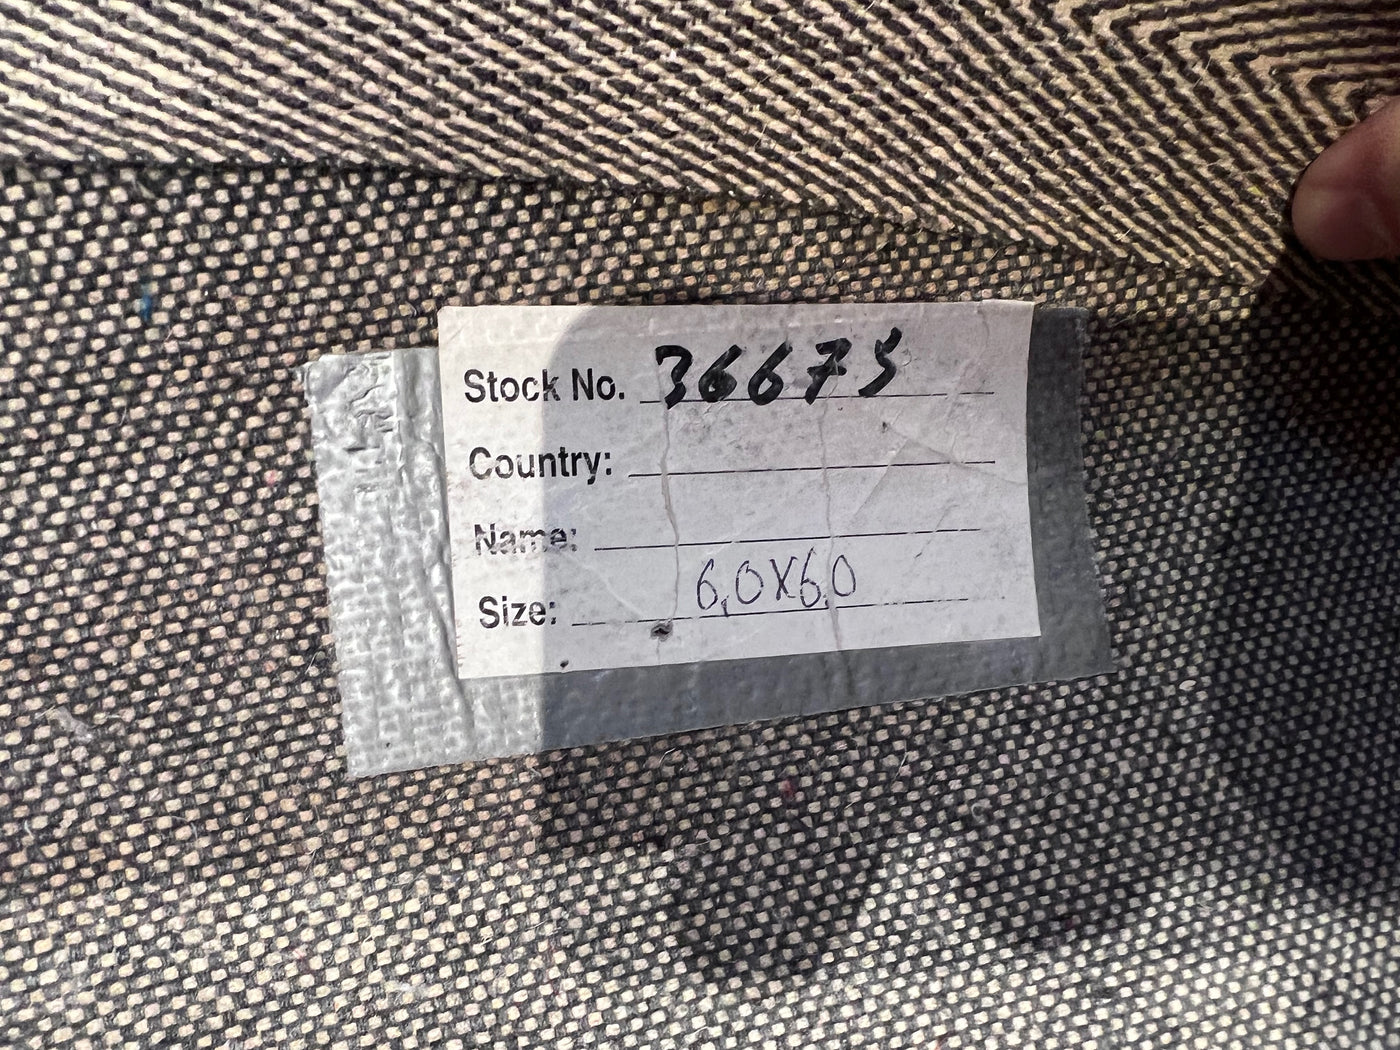 Stock No. 36675
Country:
Name:
Size: 6,0X6,0